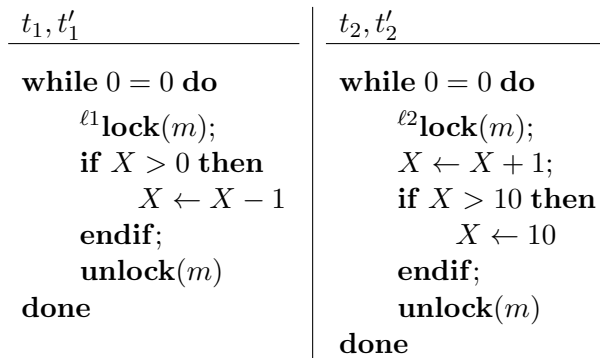 t₁, t′₁
while 0 = 0 do
ℓ1lock(m);
if X > 0 then
X ← X − 1
endif;
unlock(m)
done
t₂, t′₂
while 0 = 0 do
ℓ2lock(m);
X ← X + 1;
if X > 10 then
X ← 10
endif;
unlock(m)
done